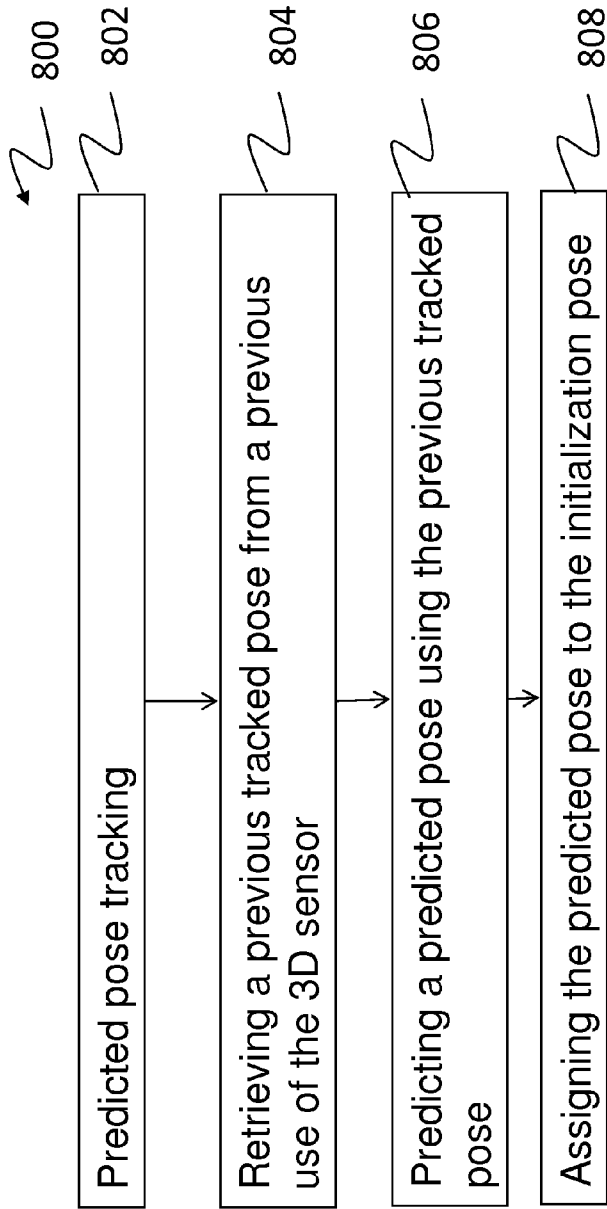 800
Predicted pose tracking
802
Retrieving a previous tracked pose from a previous
use of the 3D sensor
804
Predicting a predicted pose using the previous tracked
pose
806
Assigning the predicted pose to the initialization pose
808